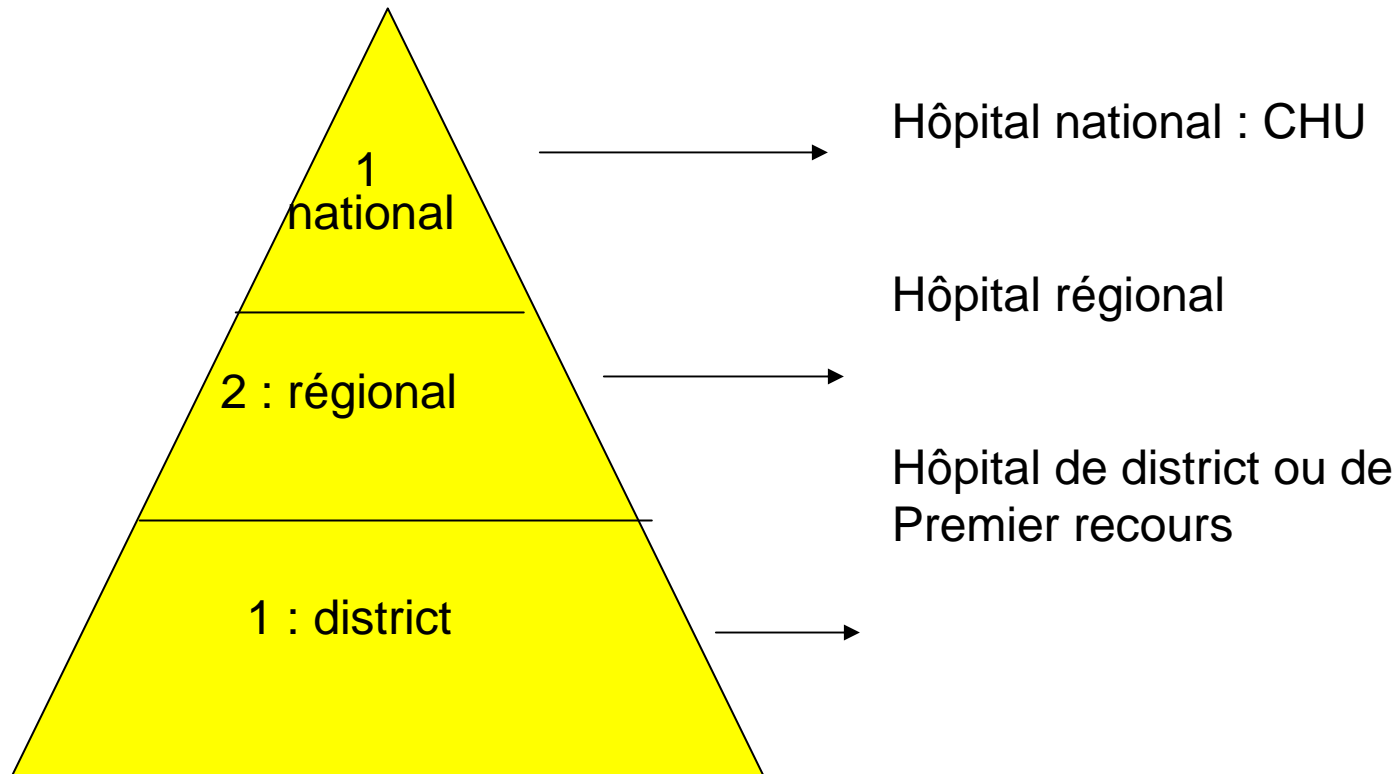 1
national
2 : régional
1 : district
Hôpital national : CHU
Hôpital régional
Hôpital de district ou de
Premier recours